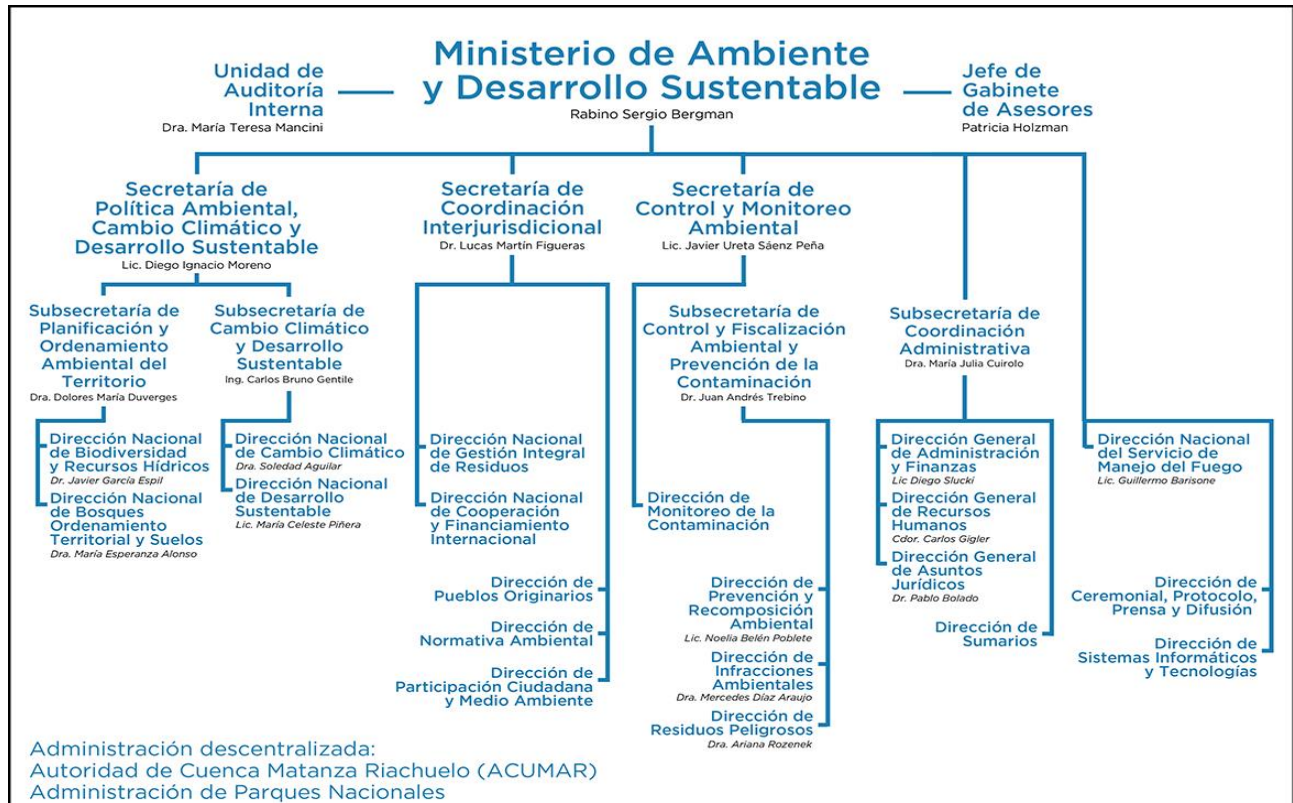 Ministerio de Ambiente
y Desarrollo Sustentable
Rabino Sergio Bergman
Unidad de
Auditoría
Interna
Dra. María Teresa Mancini
Jefe de
Gabinete
de Asesores
Patricia Holzman
Secretaría de
Política Ambiental,
Cambio Climático y
Desarrollo Sustentable
Lic. Diego Ignacio Moreno
Secretaría de
Coordinación
Interjurisdicional
Dr. Lucas Martín Figueras
Secretaría de
Control y Monitoreo
Ambiental
Lic. Javier Ureta Sáenz Peña
Subsecretaría de
Planificación y
Ordenamiento
Ambiental del
Territorio
Dra. Dolores María Duverges
Subsecretaría de
Cambio Climático
y Desarrollo
Sustentable
Ing. Carlos Bruno Gentile
Subsecretaría de
Control y Fiscalización
Ambiental y
Prevención de la
Contaminación
Dr. Juan Andrés Trebino
Subsecretaría de
Coordinación
Administrativa
Dra. María Julia Cuirolo
Dirección Nacional
de Biodiversidad
y Recursos Hídricos
Dr. Javier García Espil
Dirección Nacional
de Bosques
Ordenamiento
Territorial y Suelos
Dra. María Esperanza Alonso
Dirección Nacional
de Cambio Climático
Dra. Soledad Aguilar
Dirección Nacional
de Desarrollo
Sustentable
Lic. María Celeste Piñera
Dirección Nacional
de Gestión Integral
de Residuos
Dirección Nacional
de Cooperación
y Financiamiento
Internacional
Dirección de
Pueblos Originarios
Dirección de
Normativa Ambiental
Dirección de
Participación Ciudadana
y Medio Ambiente
Dirección de
Monitoreo de la
Contaminación
Dirección de
Prevención y
Recomposición
Ambiental
Lic. Noelia Belén Poblete
Dirección de
Infracciones
Ambientales
Dra. Mercedes Díaz Araujo
Dirección de
Residuos Peligrosos
Dra. Ariana Rozenek
Dirección General
de Administración
y Finanzas
Lic Diego Slucki
Dirección General
de Recursos
Humanos
Cdor. Carlos Gigler
Dirección General
de Asuntos
Jurídicos
Dr. Pablo Bolado
Dirección de
Sumarios
Dirección Nacional
del Servicio de
Manejo del Fuego
Lic. Guillermo Barisone
Dirección de
Ceremonial, Protocolo,
Prensa y Difusión
Dirección de
Sistemas Informáticos
y Tecnologías
Administración descentralizada:
Autoridad de Cuenca Matanza Riachuelo (ACUMAR)
Administración de Parques Nacionales